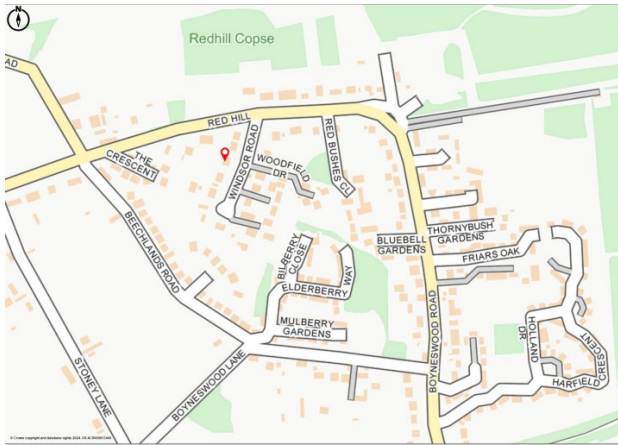 N
Redhill Copse
AD
RED HILL
THE
CRESCENT
WINDSOR ROAD
WOODFIELD
DR
RED BUSHES CL
BEECHLANDS ROAD
BILBERRY
CLOSE
ELDERBERRY
WAY
MULBERRY
GARDENS
BLUEBELL
GARDENS
THORNYBUSH
GARDENS
FRIARS OAK
BOYNESWOOD ROAD
HOLLAND
DR
HARFIELD
CRESCENT
STONEY LANE
BOYNESWOOD LANE